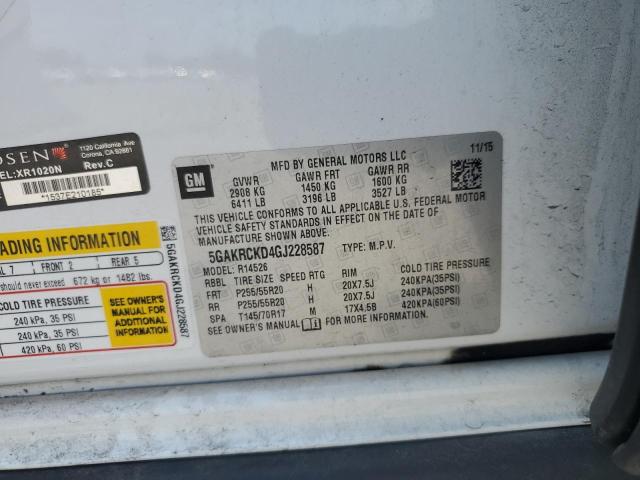 OSEN
1120 California Ave
Corona, CA 92881
EL:XR1020N
Rev.C
*1537E210185*
ADING INFORMATION
AL 7 FRONT 2 REAR 5
exceed 672 kg or 1482 lbs.
COLD TIRE PRESSURE
240 kPa, 35 PSI
240 kPa, 35 PSI
420 kPa, 60 PSI
SEE OWNER'S
MANUAL FOR
ADDITIONAL
INFORMATION
5GAKRCKD4GJ228587
GM
MFD BY GENERAL MOTORS LLC
11/15
GVWR GAWR FRT GAWR RR
2908 KG 1450 KG 1600 KG
6411 LB 3196 LB 3527 LB
THIS VEHICLE CONFORMS TO ALL APPLICABLE U.S. FEDERAL MOTOR
VEHICLE SAFETY STANDARDS IN EFFECT ON THE DATE OF
MANUFACTURE SHOWN ABOVE.
5GAKRCKD4GJ228587 TYPE: M.P.V.
MODEL: R14526
RBBL TIRE SIZE SPEED RTG RIM COLD TIRE PRESSURE
FRT P255/55R20 H 20X7.5J 240KPA(35PSI)
RR P255/55R20 H 20X7.5J 240KPA(35PSI)
SPA T145/70R17 M 17X4.5B 420KPA(60PSI)
SEE OWNER'S MANUAL FOR MORE INFORMATION.